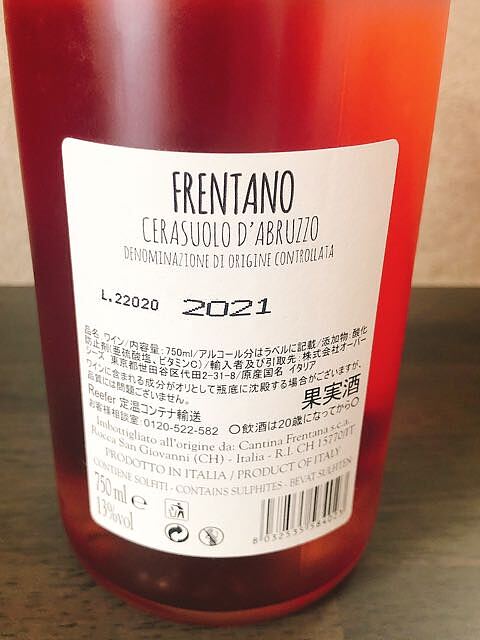 FRENTANO
CERASUOLO D'ABRUZZO
DENOMINAZIONE DI ORIGINE CONTROLLATA
L.22020 2021
品名 ワイン/内容量:750ml/アルコール分はラベルに記載/添加物:酸化
防止剤(亜硫酸塩、ビタミンC)/輸入者及び引取先:株式会社オーバー
シーズ 東京都世田谷区代田2-31-8/原産国名 イタリア
ワインに含まれる成分がオリとして瓶底に沈殿する場合がございますが、
品質には問題ございません。
Reefer 定温コンテナ輸送
果実酒
お客様相談室:0120-522-582 〇飲酒は20歳になってから〇
Imbottigliato all'origine da: Cantina Frentana s.c.a.
Rocca San Giovanni (CH) - Italia - R.I. CH 15770/IT
PRODOTTO IN ITALIA / PRODUCT OF ITALY
CONTIENE SOLFITI - CONTAINS SULPHITES - BEVAT SULFIETEN
750 ml e
13%vol
8 032535